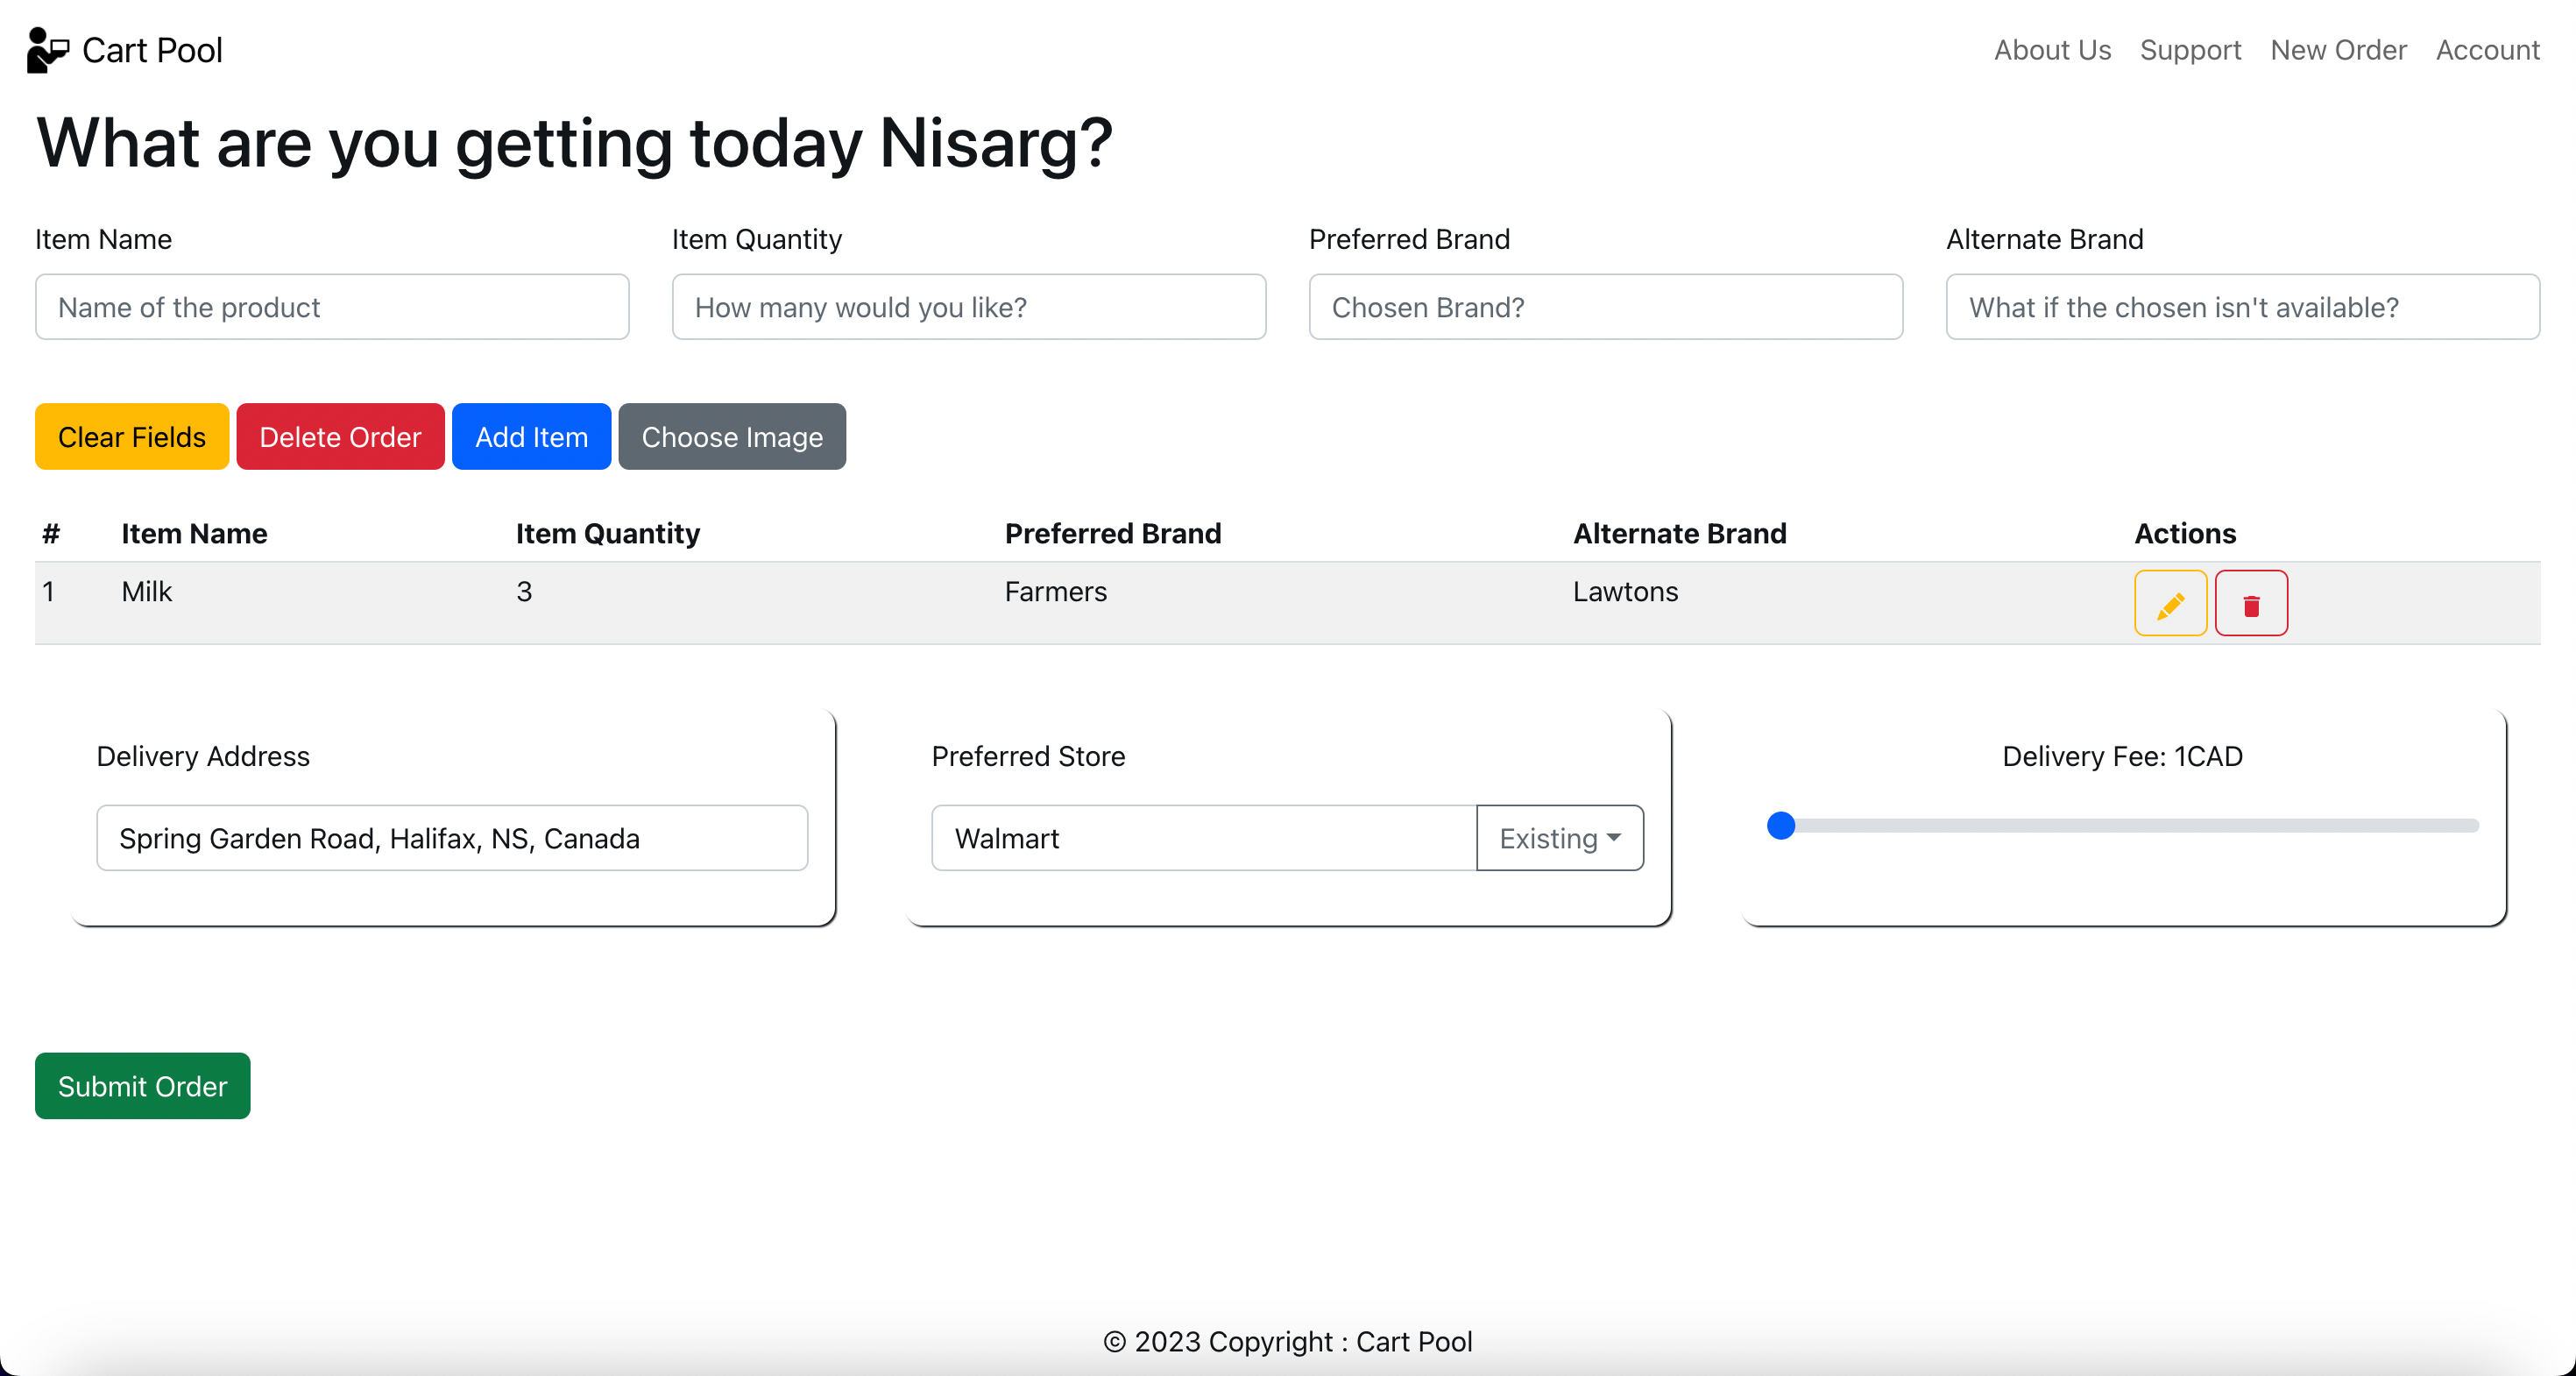 Cart Pool
About Us Support New Order Account
What are you getting today Nisarg?
Item Name Item Quantity Preferred Brand Alternate Brand
Name of the product How many would you like? Chosen Brand? What if the chosen isn't available?
Clear Fields Delete Order Add Item Choose Image
# Item Name Item Quantity Preferred Brand Alternate Brand Actions
1 Milk 3 Farmers Lawtons
Delivery Address
Spring Garden Road, Halifax, NS, Canada
Preferred Store
Walmart Existing
Delivery Fee: 1CAD
Submit Order
© 2023 Copyright : Cart Pool